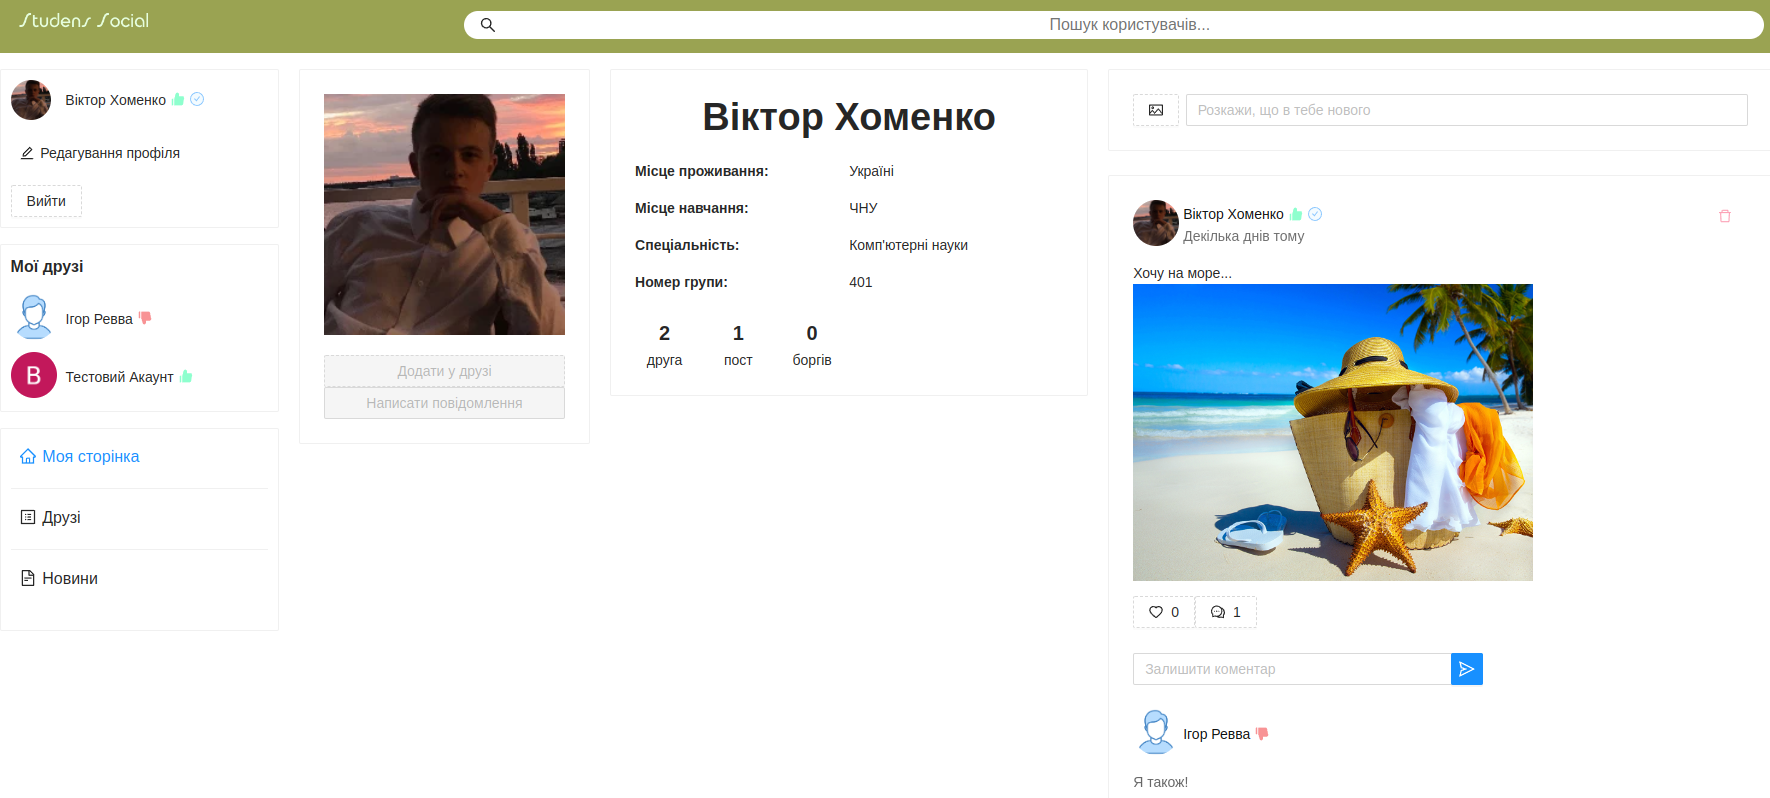 Studens Social
Пошук користувачів...
Віктор Хоменко
Редагування профіля
Вийти
Мої друзі
Ігор Ревва
B
Тестовий Акаунт
Моя сторінка
Друзі
Новини
Додати у друзі
Написати повідомлення
Віктор Хоменко
Місце проживання: Україні
Місце навчання: ЧНУ
Спеціальність: Комп'ютерні науки
Номер групи: 401
2 1 0
друга пост боргів
Розкажи, що в тебе нового
Віктор Хоменко
Декілька днів тому
Хочу на море...
0 1
Залишити коментар
Ігор Ревва
Я також!